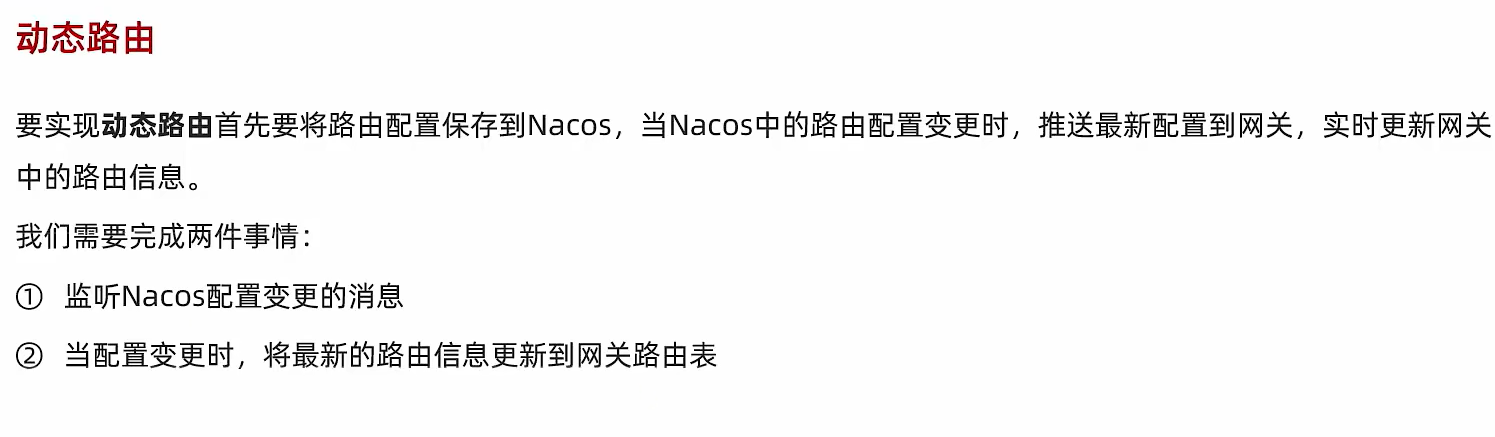 动态路由
要实现动态路由首先要将路由配置保存到Nacos，当Nacos中的路由配置变更时，推送最新配置到网关，实时更新网关
中的路由信息。
我们需要完成两件事情：
① 监听Nacos配置变更的消息
② 当配置变更时，将最新的路由信息更新到网关路由表